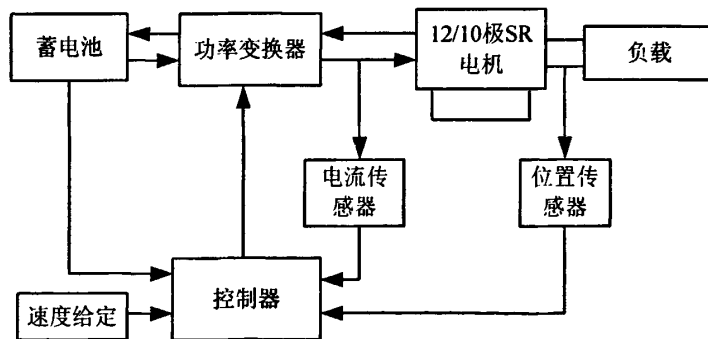 蓄电池
功率变换器
12/10极SR
电机
负载
电流传
感器
位置传
感器
控制器
速度给定